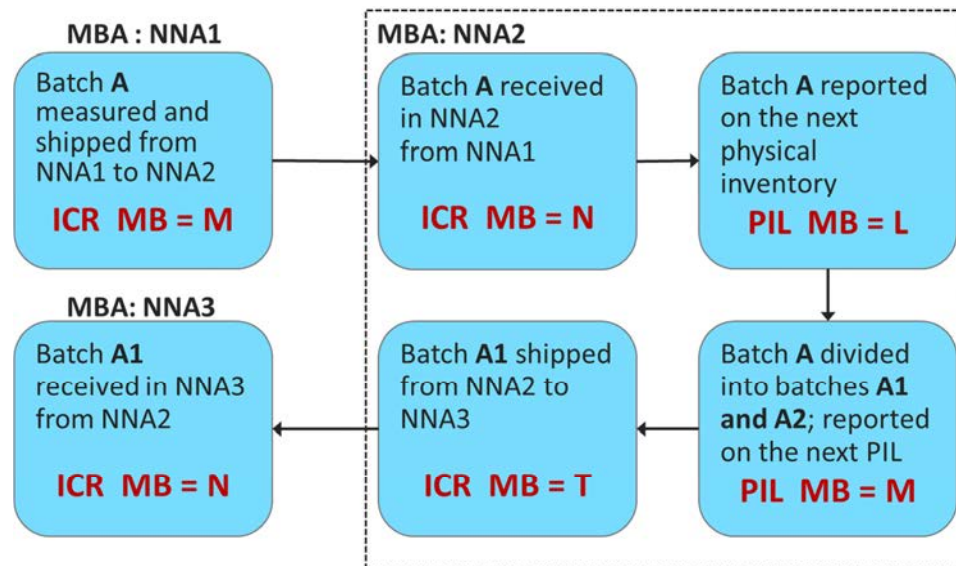 MBA : NNA1
Batch A
measured and
shipped from
NNA1 to NNA2
ICR MB = M
MBA: NNA2
Batch A received
in NNA2
from NNA1
ICR MB = N
Batch A reported
on the next
physical
inventory
PIL MB = L
MBA: NNA3
Batch A1
received in NNA3
from NNA2
ICR MB = N
Batch A1 shipped
from NNA2 to
NNA3
ICR MB = T
Batch A divided
into batches A1
and A2; reported
on the next PIL
PIL MB = M